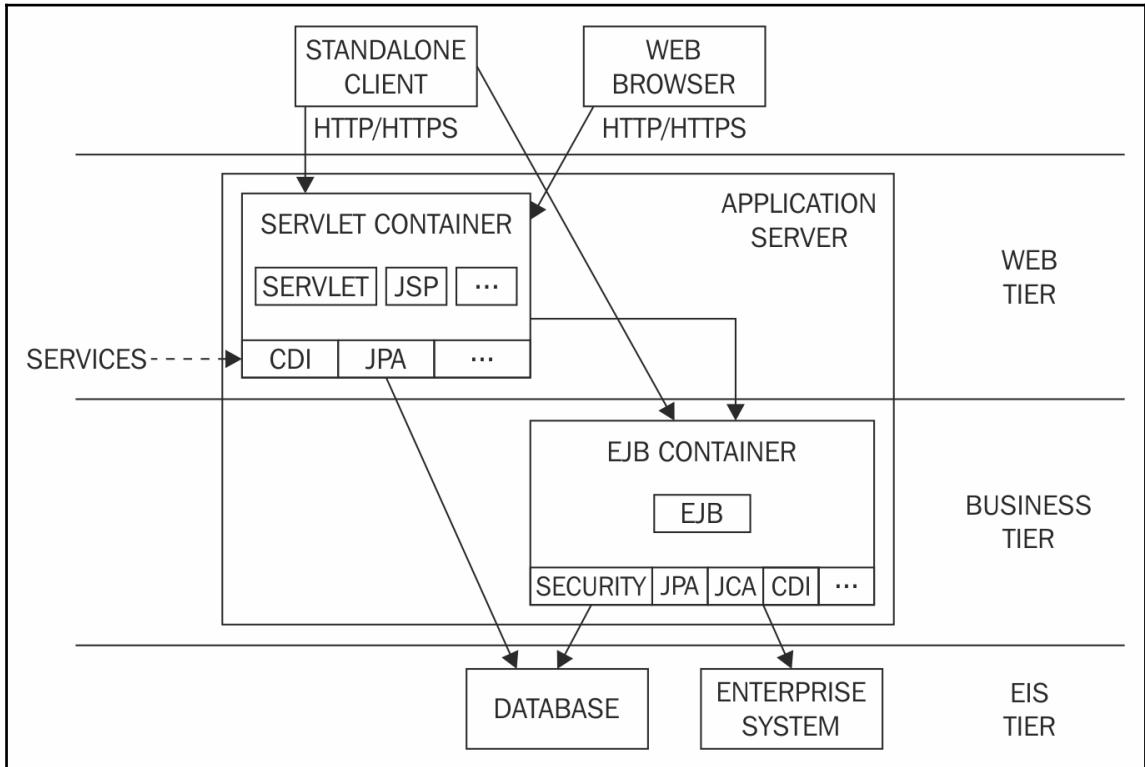 STANDALONE
CLIENT
WEB
BROWSER
HTTP/HTTPS
HTTP/HTTPS
APPLICATION
SERVER
SERVLET CONTAINER
SERVLET
JSP
...
WEB
TIER
SERVICES
CDI
JPA
...
EJB CONTAINER
EJB
BUSINESS
TIER
SECURITY
JPA
JCA
CDI
...
DATABASE
ENTERPRISE
SYSTEM
EIS
TIER